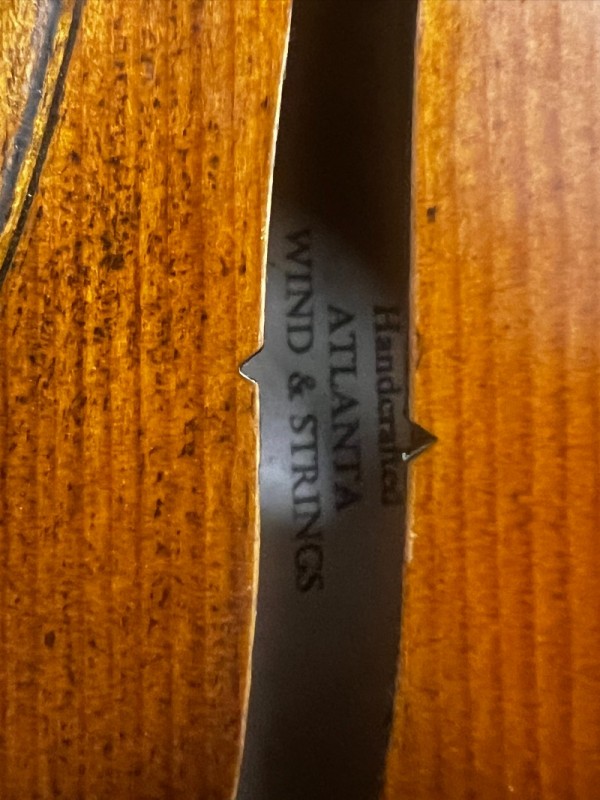 Handcrafted
ATLANTA
WIND & STRINGS